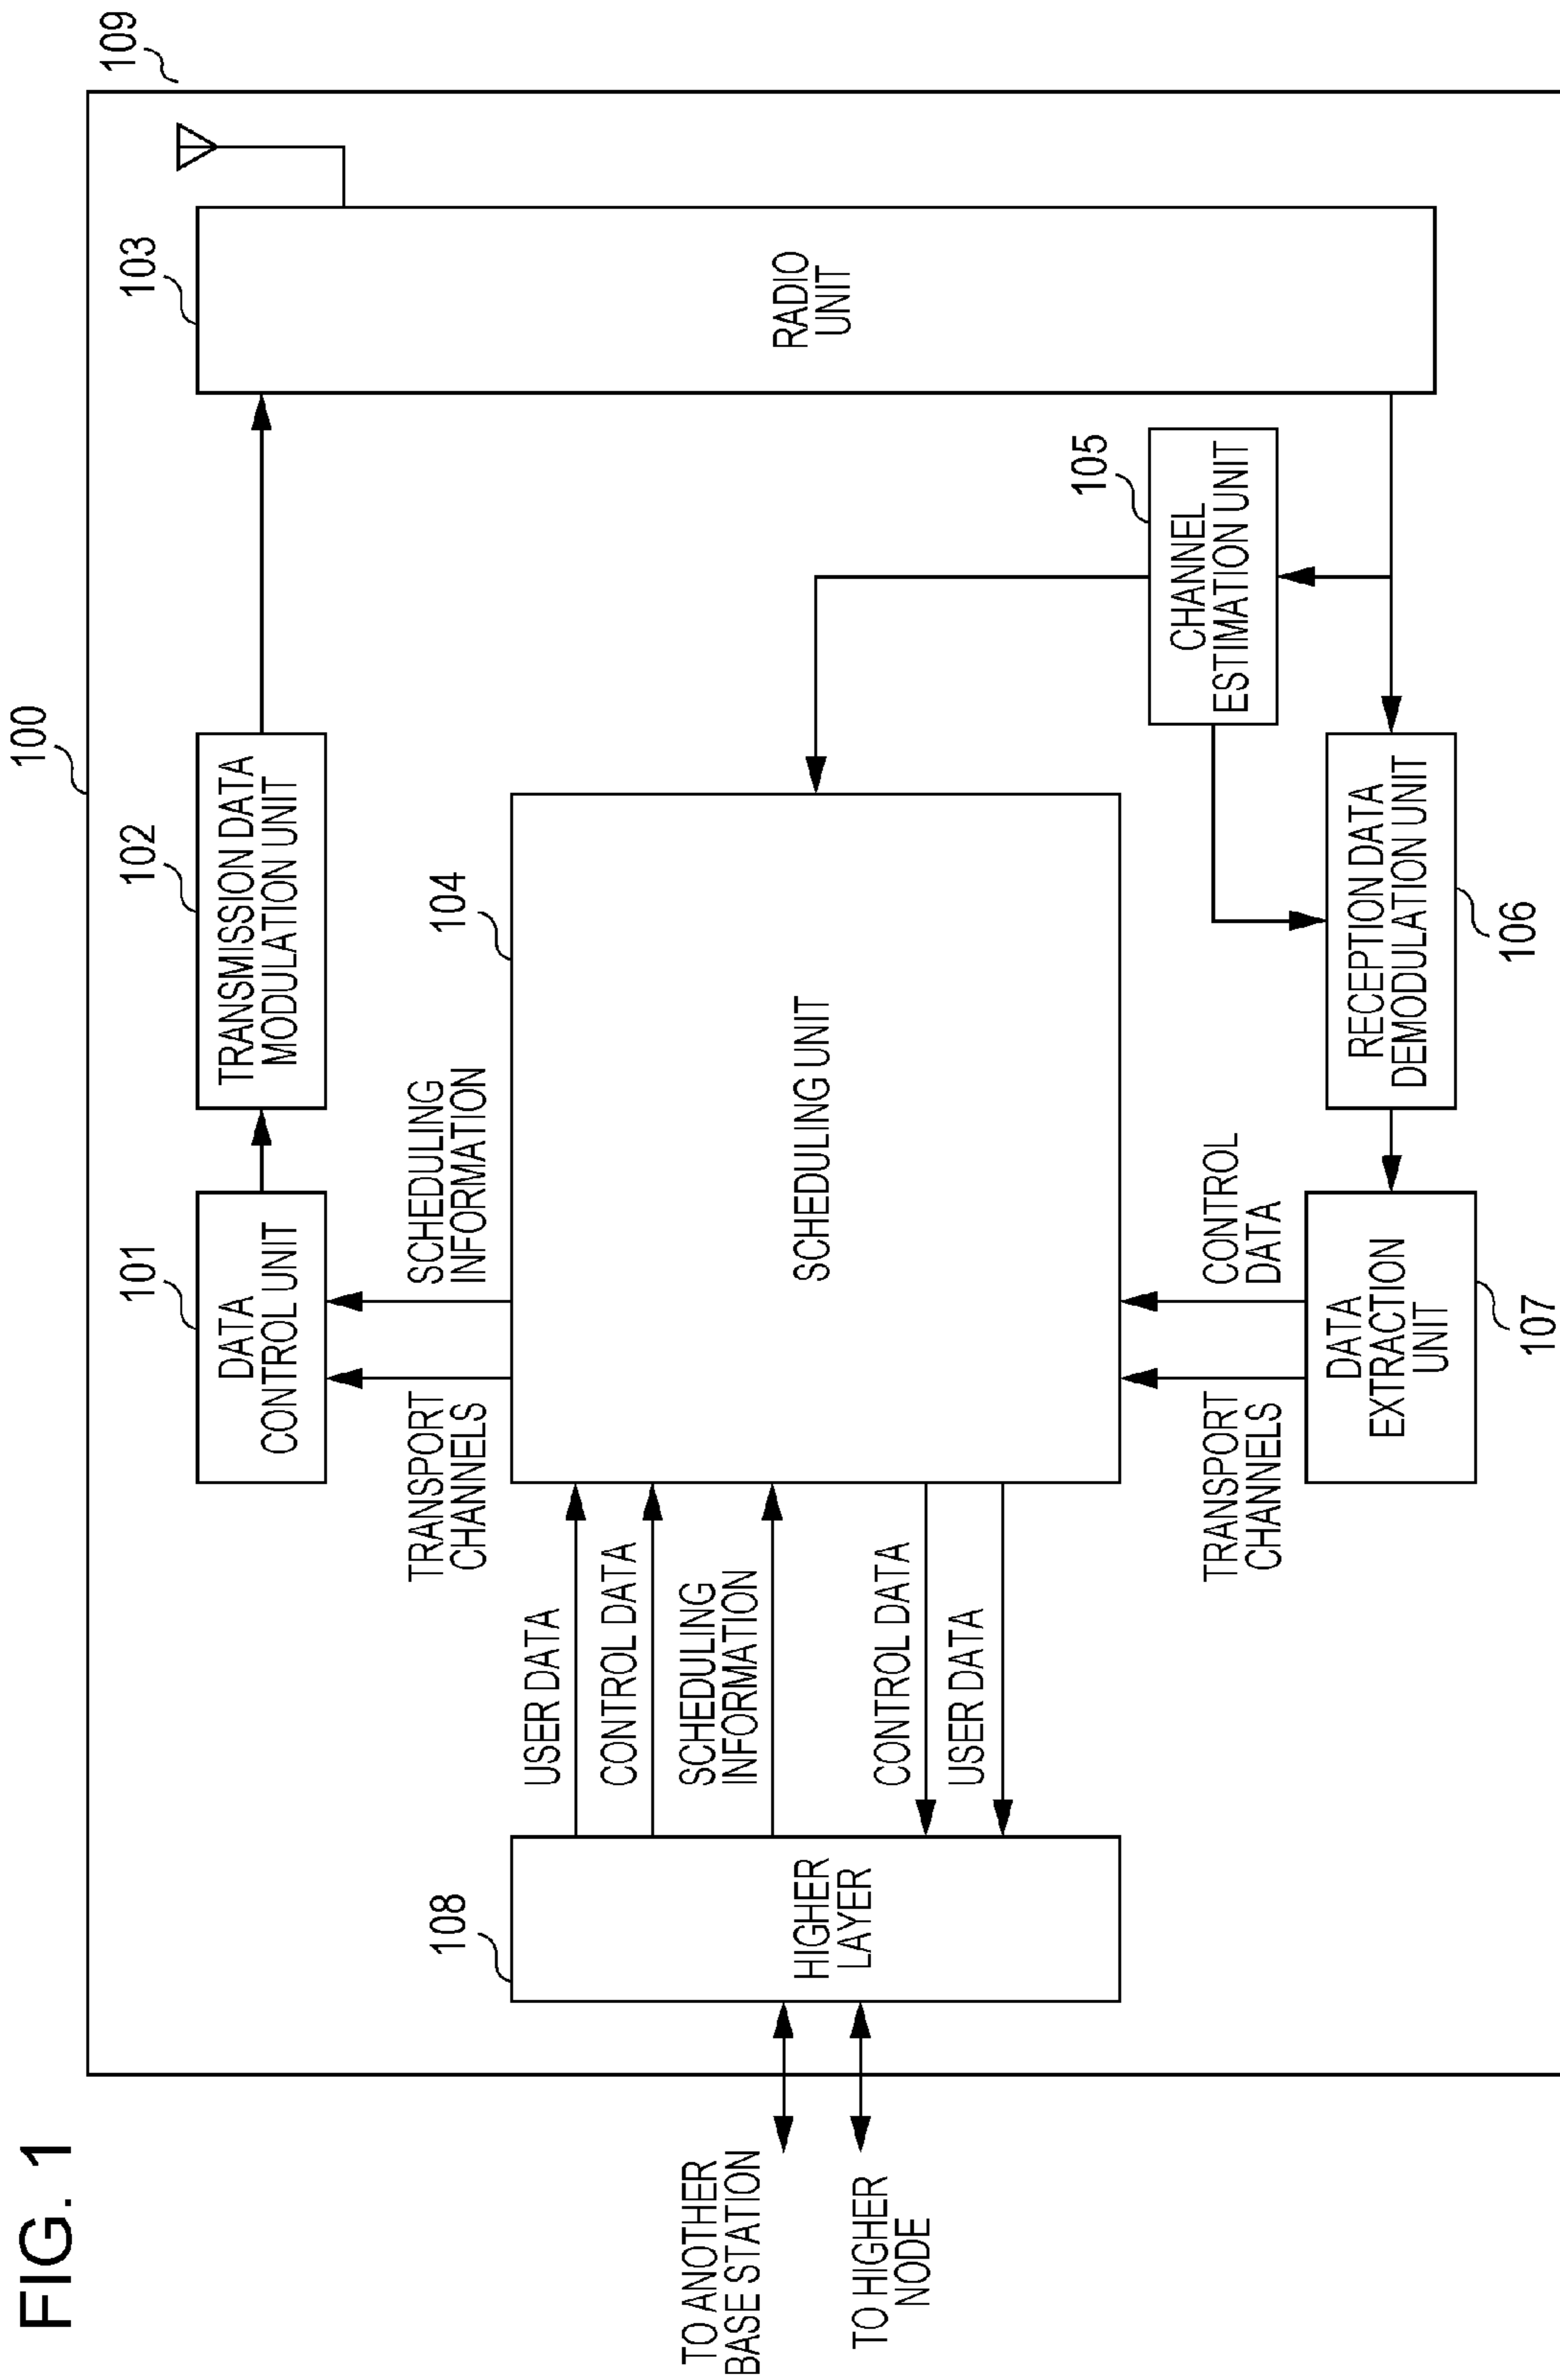 FIG. 1
100
109
101
102
103
DATA
CONTROL UNIT
TRANSMISSION DATA
MODULATION UNIT
TRANSPORT
CHANNELS
SCHEDULING
INFORMATION
108
104
USER DATA
CONTROL DATA
SCHEDULING
INFORMATION
CONTROL DATA
USER DATA
TO ANOTHER
BASE STATION
TO HIGHER
NODE
HIGHER
LAYER
SCHEDULING UNIT
RADIO
UNIT
105
CHANNEL
ESTIMATION UNIT
TRANSPORT
CHANNELS
CONTROL
DATA
DATA
EXTRACTION
UNIT
RECEPTION DATA
DEMODULATION UNIT
107
106